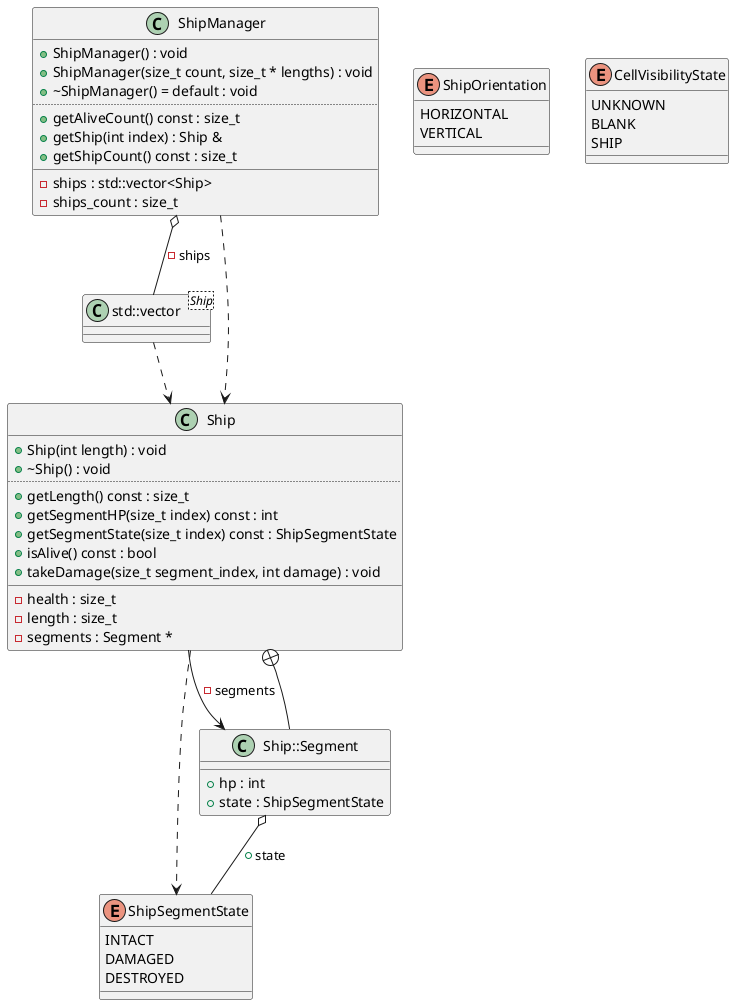 C ShipManager
ShipManager() : void
ShipManager(size_t count, size_t * lengths) : void
~ShipManager() = default : void
getAliveCount() const : size_t
getShip(int index) : Ship &
getShipCount() const : size_t
ships : std::vector<Ship>
ships_count : size_t
E ShipOrientation
HORIZONTAL
VERTICAL
E CellVisibilityState
UNKNOWN
BLANK
SHIP
ships
C std::vector Ship
C Ship
Ship(int length) : void
~Ship() : void
getLength() const : size_t
getSegmentHP(size_t index) const : int
getSegmentState(size_t index) const : ShipSegmentState
isAlive() const : bool
takeDamage(size_t segment_index, int damage) : void
health : size_t
length : size_t
segments : Segment *
segments
C Ship::Segment
hp : int
state : ShipSegmentState
state
E ShipSegmentState
INTACT
DAMAGED
DESTROYED